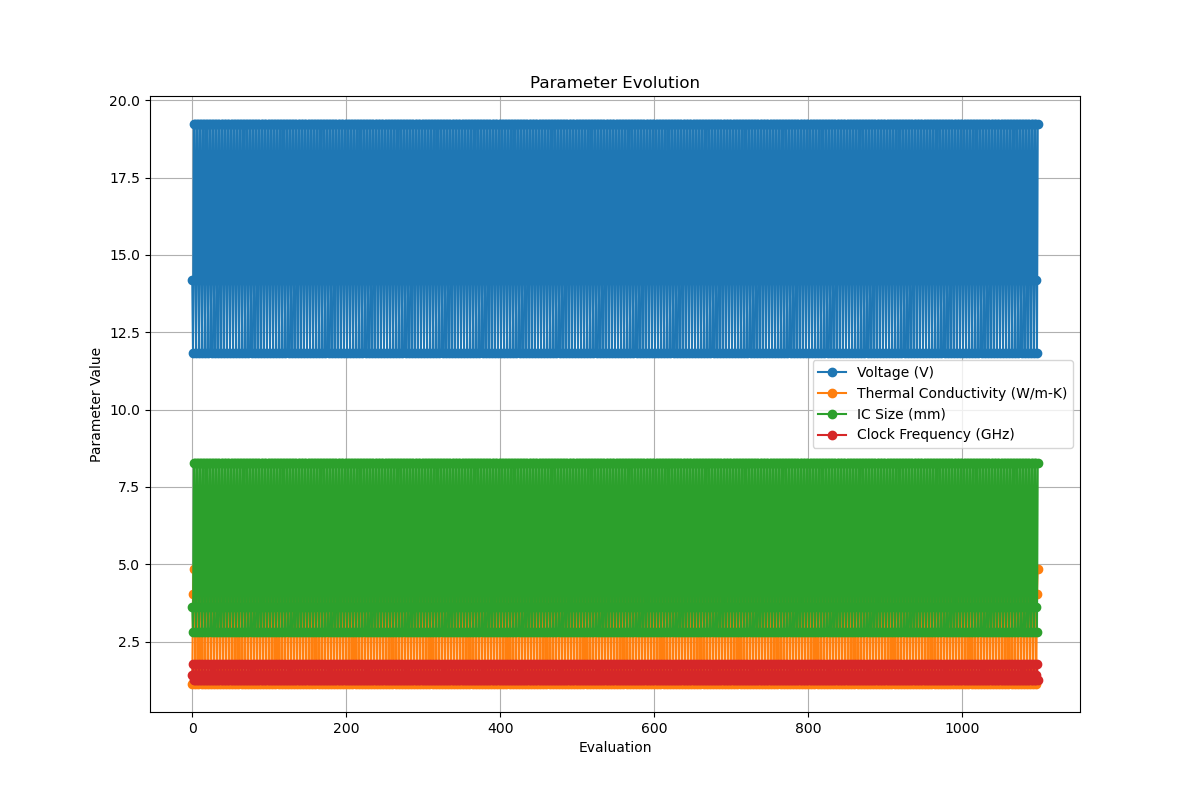 Parameter Evolution
20.0
17.5
15.0
12.5
10.0
7.5
5.0
2.5
Parameter Value
Voltage (V)
Thermal Conductivity (W/m-K)
IC Size (mm)
Clock Frequency (GHz)
0
200
400
600
800
1000
Evaluation